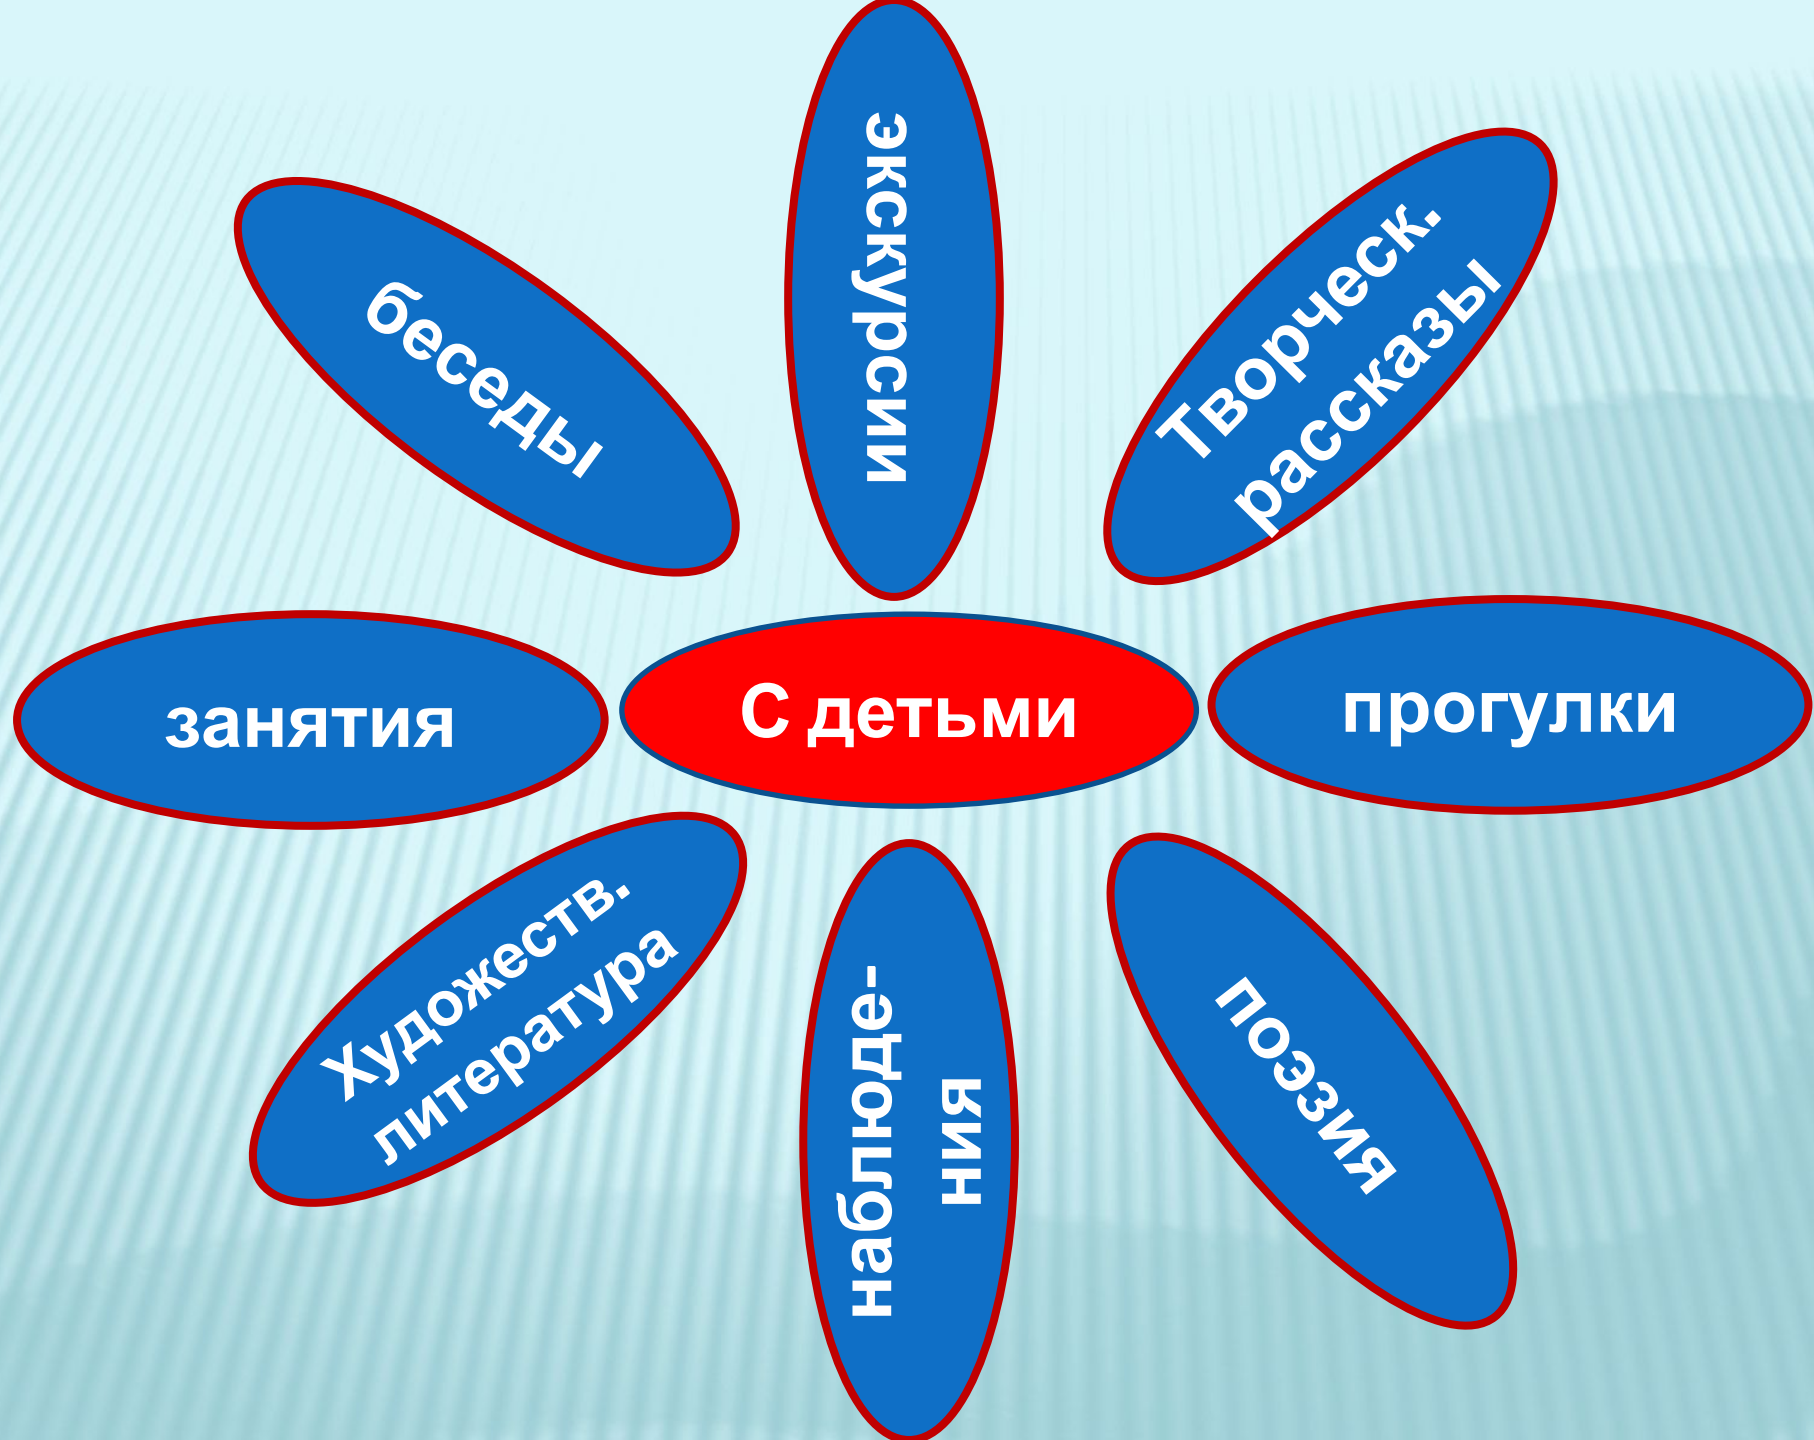 экскурсии
Творческ.
рассказы
беседы
занятия
С детьми
прогулки
Художеств.
литература
наблюде-
ния
поэзия